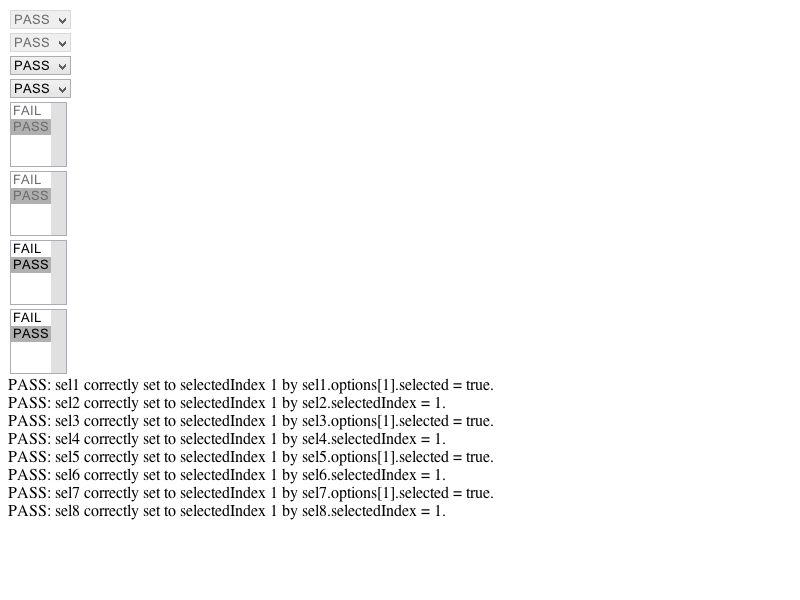 PASS
PASS
PASS
PASS
FAIL
PASS
FAIL
PASS
FAIL
PASS
FAIL
PASS
PASS: sel1 correctly set to selectedIndex 1 by sel1.options[1].selected = true.
PASS: sel2 correctly set to selectedIndex 1 by sel2.selectedIndex = 1.
PASS: sel3 correctly set to selectedIndex 1 by sel3.options[1].selected = true.
PASS: sel4 correctly set to selectedIndex 1 by sel4.selectedIndex = 1.
PASS: sel5 correctly set to selectedIndex 1 by sel5.options[1].selected = true.
PASS: sel6 correctly set to selectedIndex 1 by sel6.selectedIndex = 1.
PASS: sel7 correctly set to selectedIndex 1 by sel7.options[1].selected = true.
PASS: sel8 correctly set to selectedIndex 1 by sel8.selectedIndex = 1.